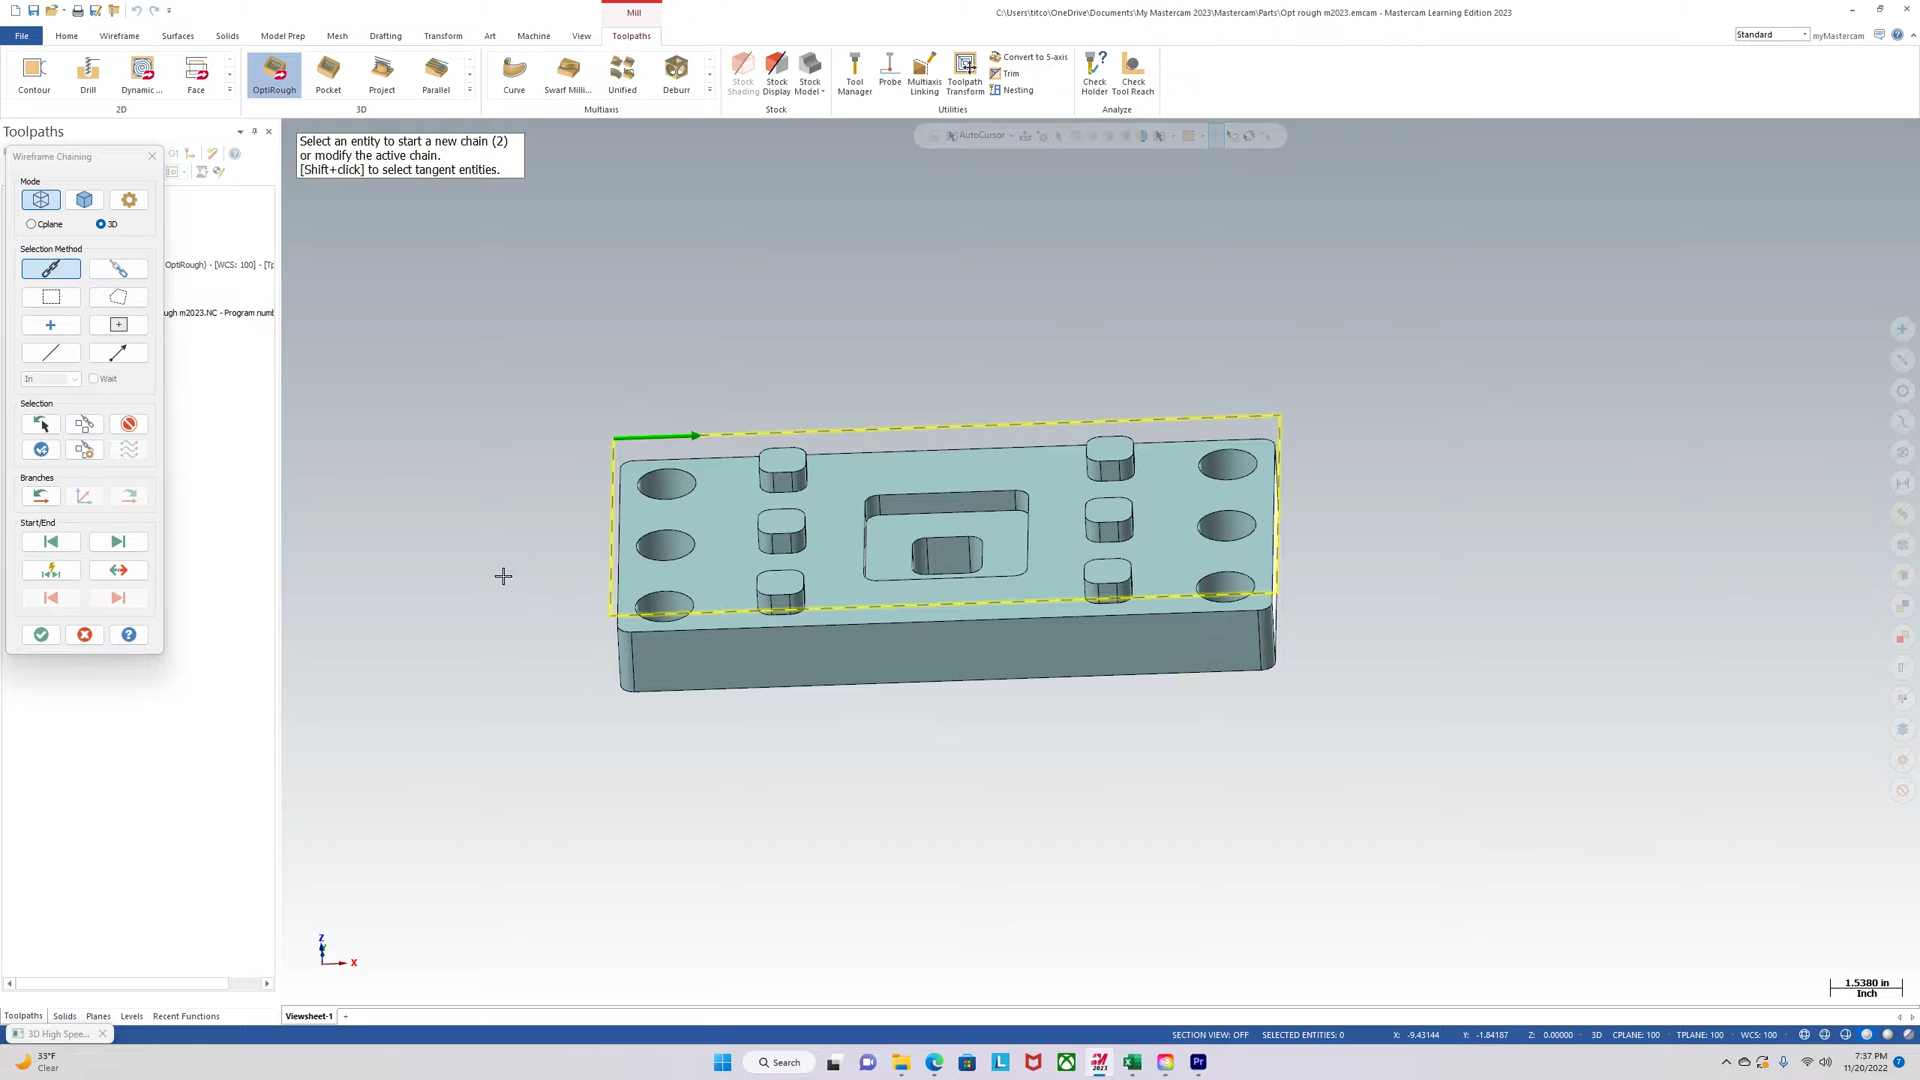 Mill
C:\Users\titco\OneDrive\Documents\My Mastercam 2023\Mastercam\Parts\Opt rough m2023.emcam - Mastercam Learning Edition 2023
File Home Wireframe Surfaces Solids Model Prep Mesh Drafting Transform Art Machine View Toolpaths
Standard myMastercam
Contour Drill Dynamic ... Face OptiRough Pocket Project Parallel Curve Swarf Milli... Unified Deburr Stock Shading Stock Display Stock Model Tool Manager Probe Multiaxis Linking Toolpath Transform Convert to 5-axis Trim Nesting Check Holder Check Tool Reach
2D 3D Multiaxis Stock Utilities Analyze
Toolpaths
Wireframe Chaining
G1
Mode
Cplane 3D
Selection Method
In Wait
Selection
Branches
Start/End
OptiRough) - [WCS: 100] - [Tp
ugh m2023.NC - Program numb
Select an entity to start a new chain (2)
or modify the active chain.
[Shift+click] to select tangent entities.
AutoCursor
Z
X
1.5380 in
Inch
Toolpaths Solids Planes Levels Recent Functions
Viewsheet-1 +
3D High Spee...
SECTION VIEW: OFF SELECTED ENTITIES: 0 X: -9.43144 Y: -1.84187 Z: 0.00000 3D CPLANE: 100 TPLANE: 100 WCS: 100
33°F
Clear
Search
2023
Pr
7:37 PM
11/20/2022
7